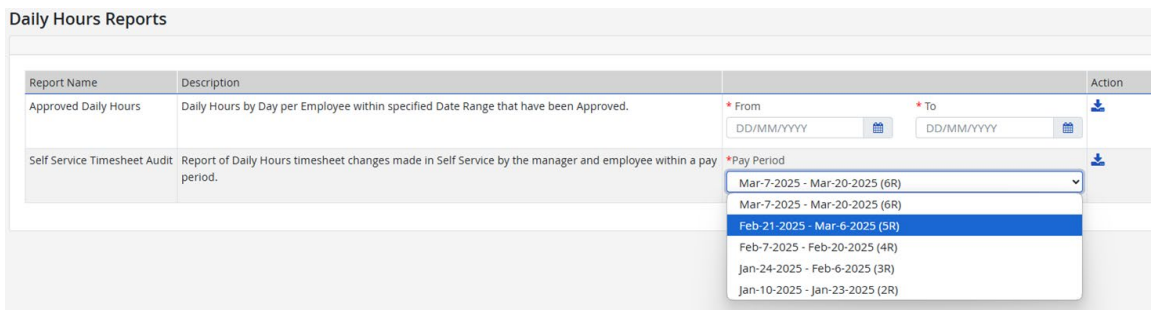 Daily Hours Reports
Report Name Description Action
Approved Daily Hours Daily Hours by Day per Employee within specified Date Range that have been Approved. * From * To
DD/MM/YYYY DD/MM/YYYY
Self Service Timesheet Audit Report of Daily Hours timesheet changes made in Self Service by the manager and employee within a pay *Pay Period
period.
Mar-7-2025 - Mar-20-2025 (6R)
Mar-7-2025 - Mar-20-2025 (6R)
Feb-21-2025 - Mar-6-2025 (5R)
Feb-7-2025 - Feb-20-2025 (4R)
Jan-24-2025 - Feb-6-2025 (3R)
Jan-10-2025 - Jan-23-2025 (2R)